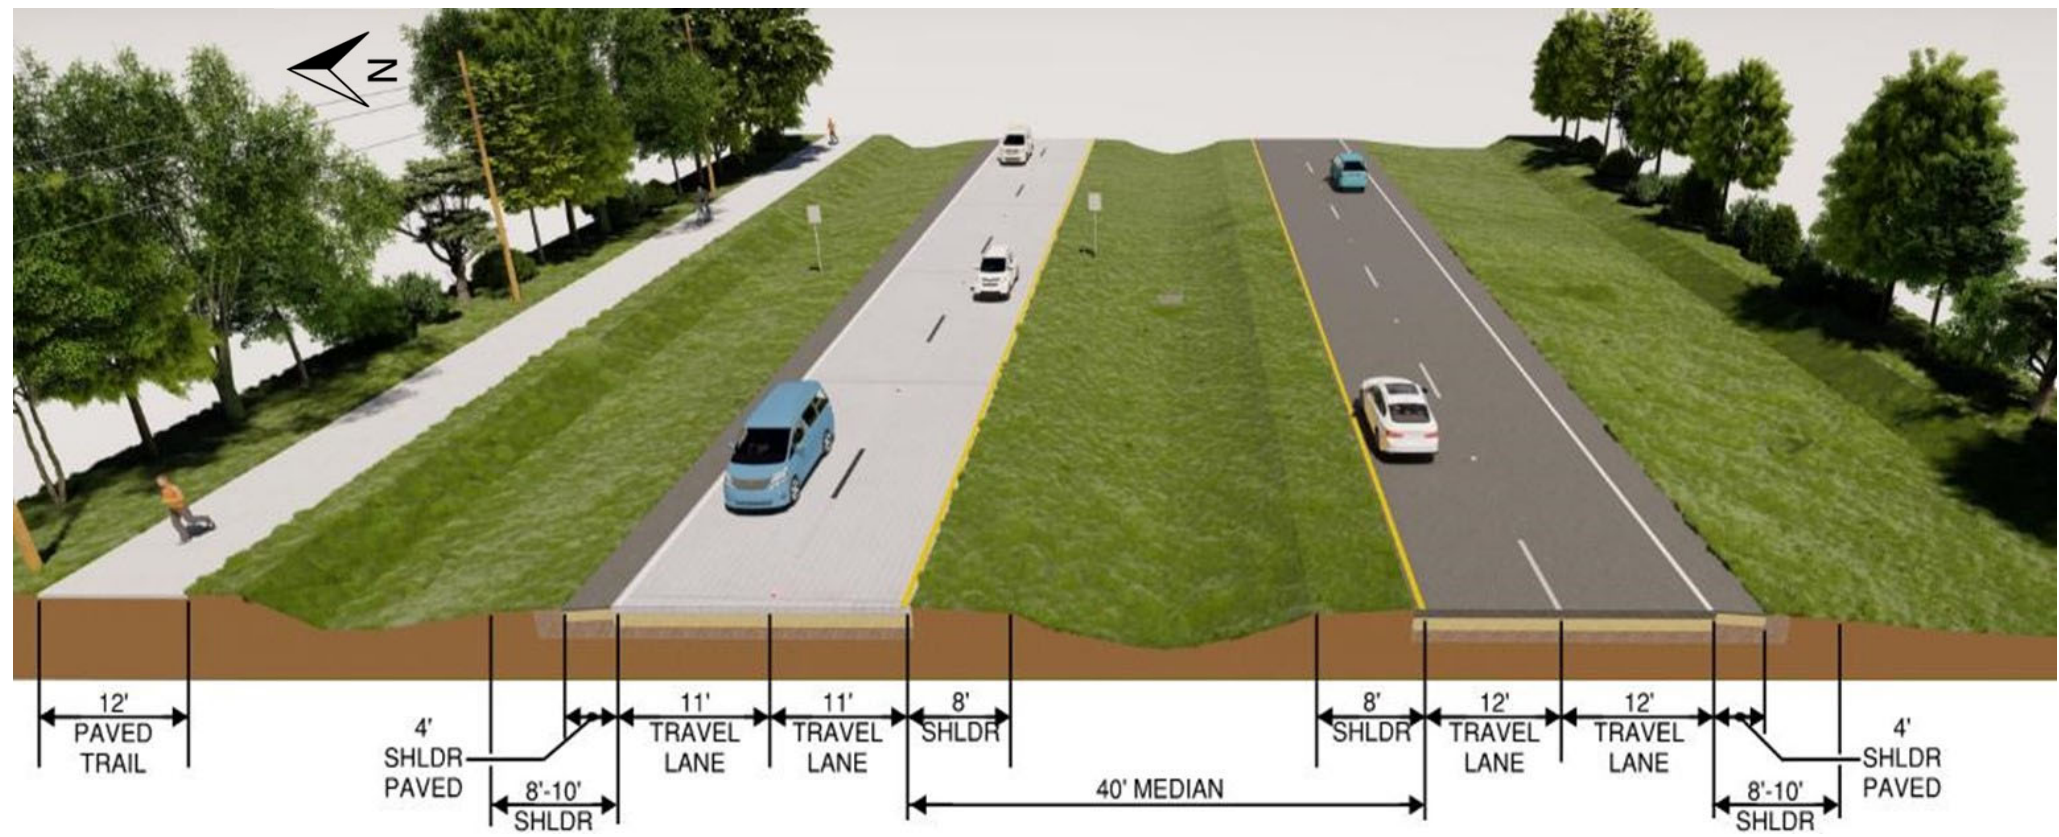 N
12'
PAVED
TRAIL
4'
SHLDR
PAVED
8'-10'
SHLDR
11'
TRAVEL
LANE
11'
TRAVEL
LANE
8'
SHLDR
40' MEDIAN
8'
SHLDR
12'
TRAVEL
LANE
12'
TRAVEL
LANE
8'-10'
SHLDR
4'
SHLDR
PAVED